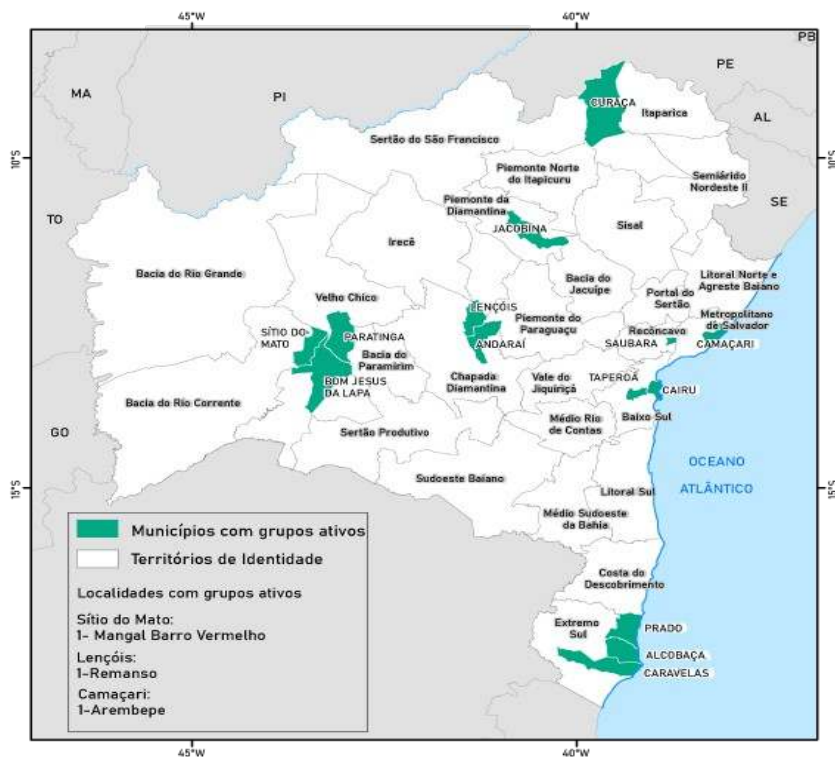 45°W
40°W
PB
PE
MA
PI
CURAÇA
Itaparica
AL
Sertão do São Francisco
10°S
10°S
Piemonte Norte
do Itapicuru
Semiárido
Nordeste II
SE
TO
Piemonte da
Diamantina
JACOBINA
Sisal
Irecê
Bacia do Rio Grande
Bacia do
Jacuípe
Litoral Norte e
Agreste Baiano
Portal do
Sertão
Velho Chico
LENÇÓIS
Piemonte do
Paraguaçu
Metropolitano
de Salvador
SÍTIO DO
MATO
PARATINGA
ANDARAÍ
Recôncavo
SAUBARA
CAMAÇARI
Bacia do
Paramirim
BOM JESUS
DA LAPA
Chapada
Diamantina
Vale do
Jiquiriçá
TAPEROÁ
CAIRU
Bacia do Rio Corrente
Baixo Sul
Médio Rio
de Contas
GO
Sertão Produtivo
OCEANO
ATLÂNTICO
Sudoeste Baiano
Litoral Sul
15°S
15°S
Médio Sudoeste
da Bahia
Municípios com grupos ativos
Territórios de Identidade
Localidades com grupos ativos
Sítio do Mato:
1- Mangal Barro Vermelho
Lençóis:
1-Remanso
Camaçari:
1-Arembepe
Costa do
Descobrimento
Extremo
Sul
PRADO
ALCOBAÇA
CARAVELAS
45°W
40°W